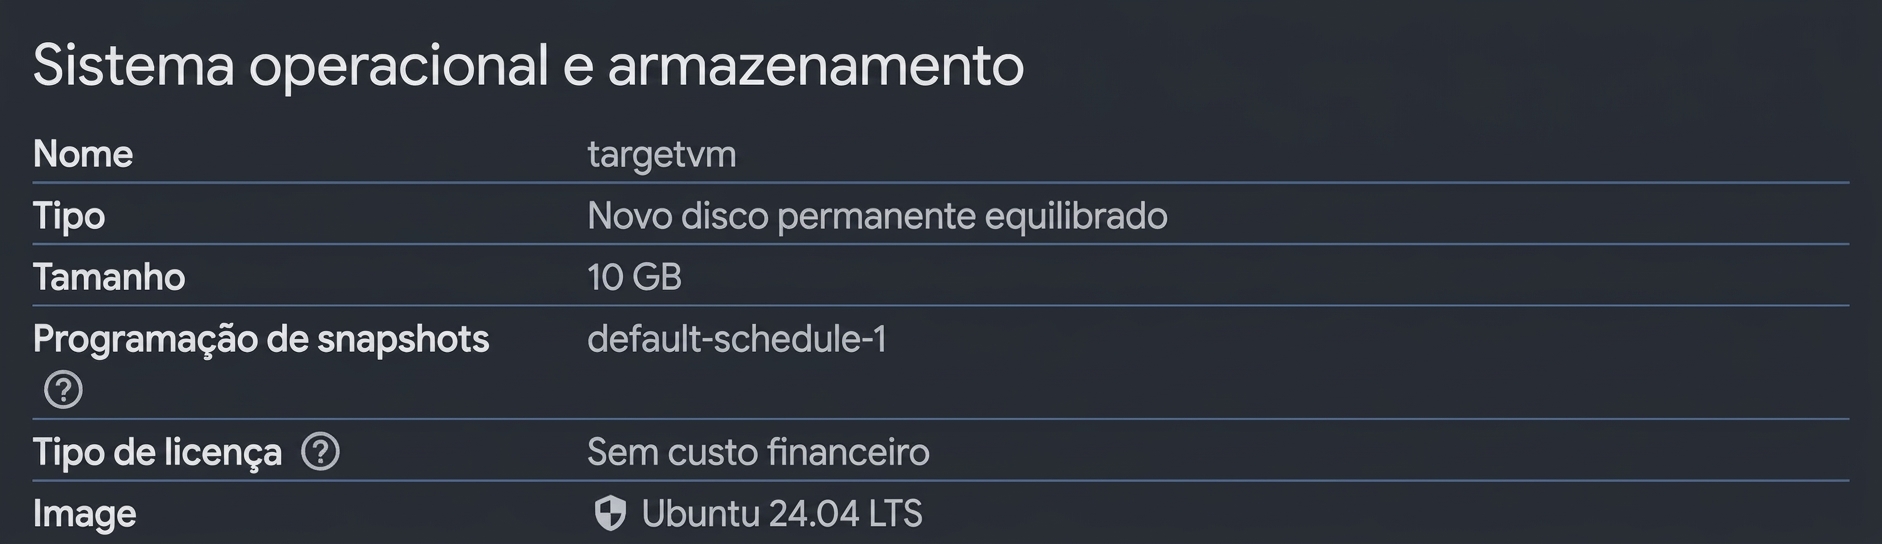 Sistema operacional e armazenamento
Nome targetvm
Tipo Novo disco permanente equilibrado
Tamanho 10 GB
Programação de snapshots default-schedule-1
?
Tipo de licença ? Sem custo financeiro
Image Ubuntu 24.04 LTS